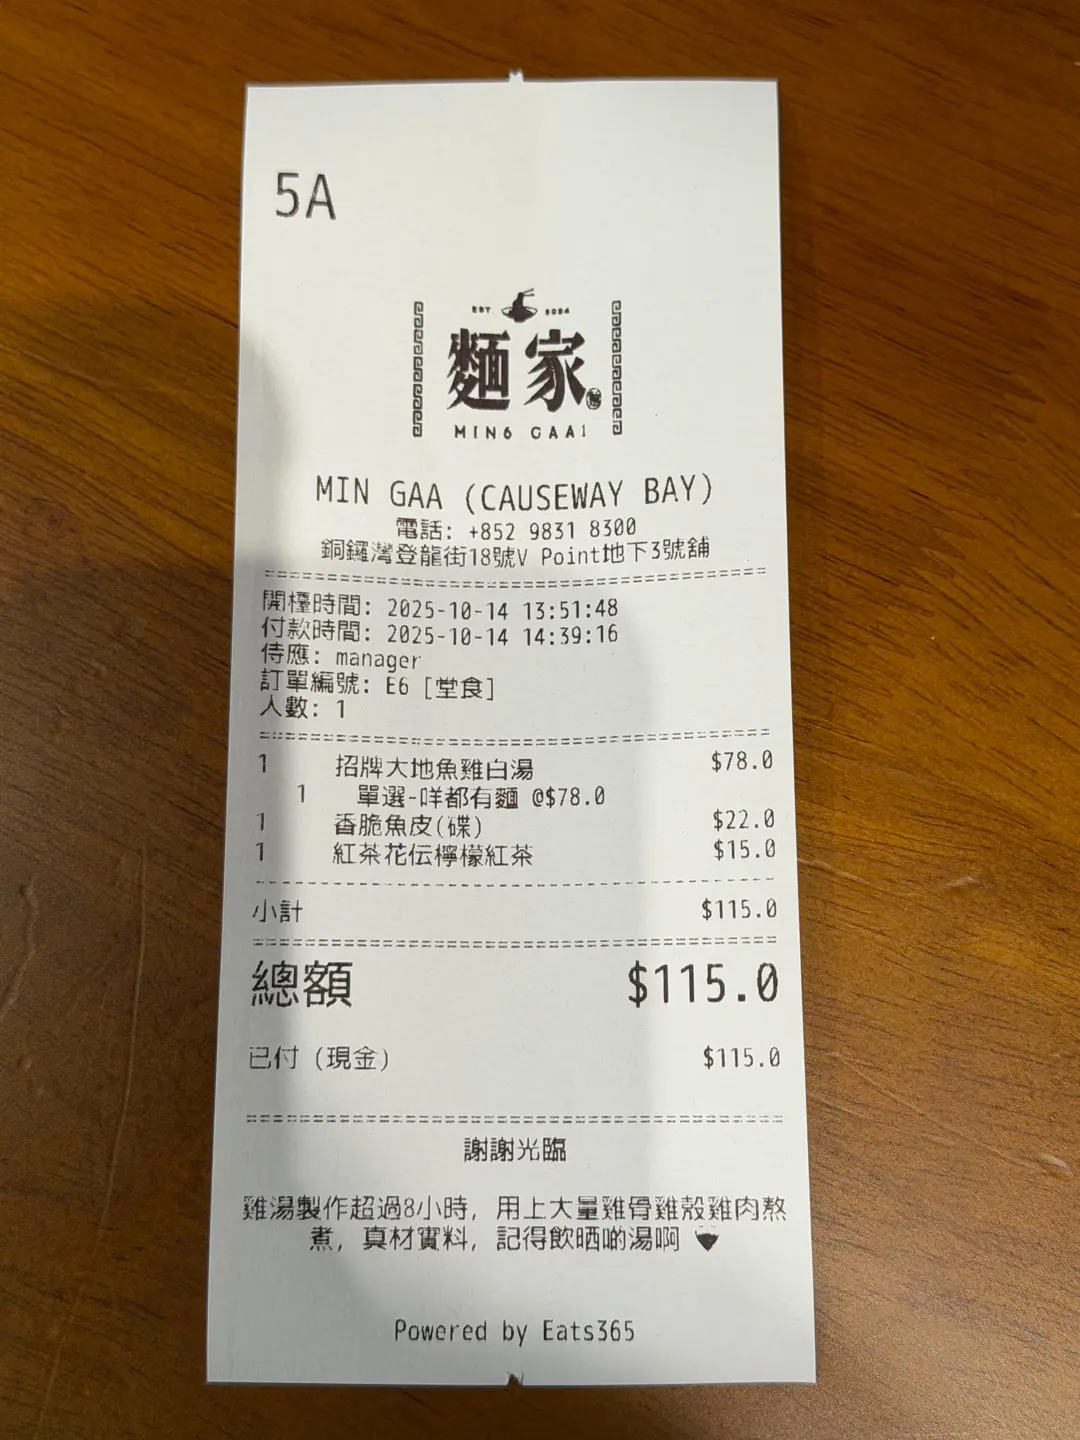 5A
EST 2024
麵家
MING GAAI
MIN GAA (CAUSEWAY BAY)
電話: +852 9831 8300
銅鑼灣登龍街18號V Point地下3號舖
開檯時間: 2025-10-14 13:51:48
付款時間: 2025-10-14 14:39:16
侍應: manager
訂單編號: E6 [堂食]
人數: 1
1 招牌大地魚雞白湯 $78.0
1 單選-咩都有麵 @$78.0
1 香脆魚皮(碟) $22.0
1 紅茶花伝檸檬紅茶 $15.0
小計 $115.0
總額 $115.0
已付 (現金) $115.0
謝謝光臨
雞湯製作超過8小時, 用上大量雞骨雞殼雞肉熬
煮, 真材實料, 記得飲晒啲湯啊
Powered by Eats365